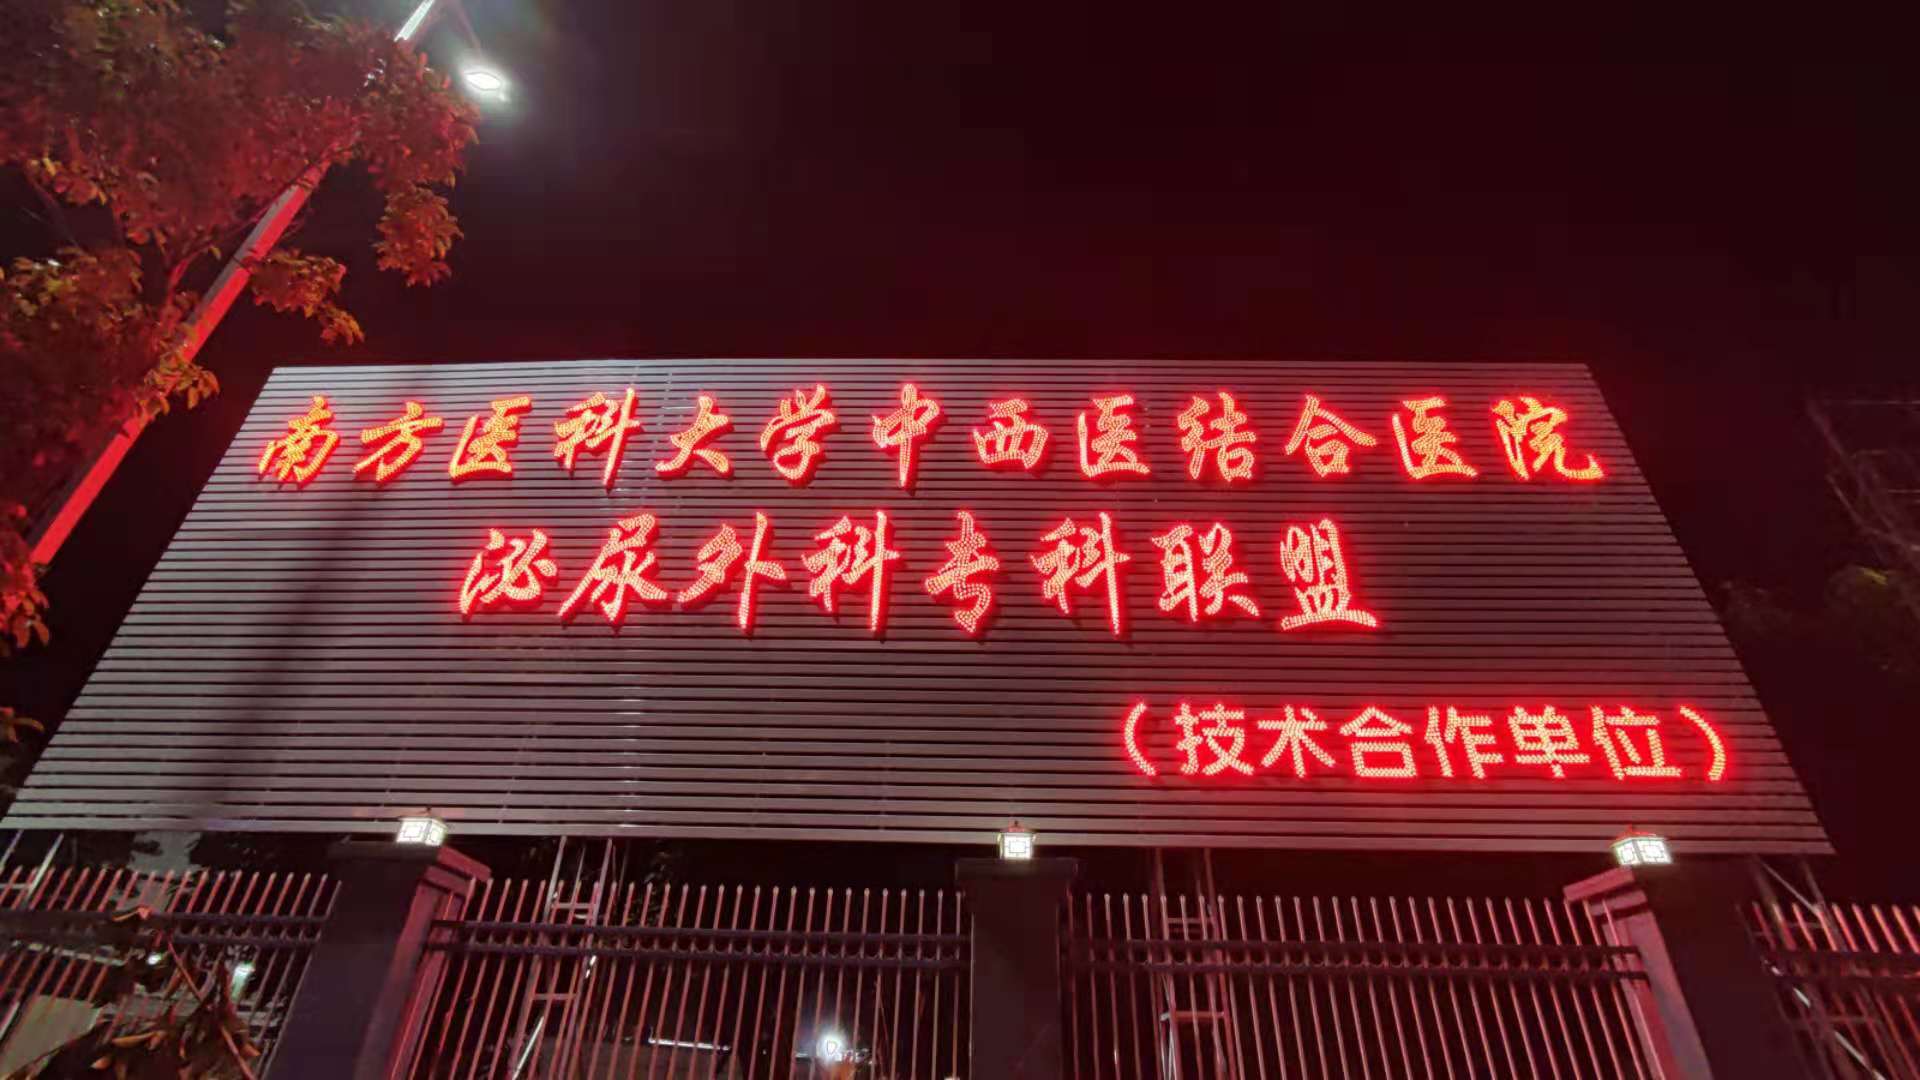 南方医科大学中西医结合医院
泌尿外科专科联盟
（技术合作单位）